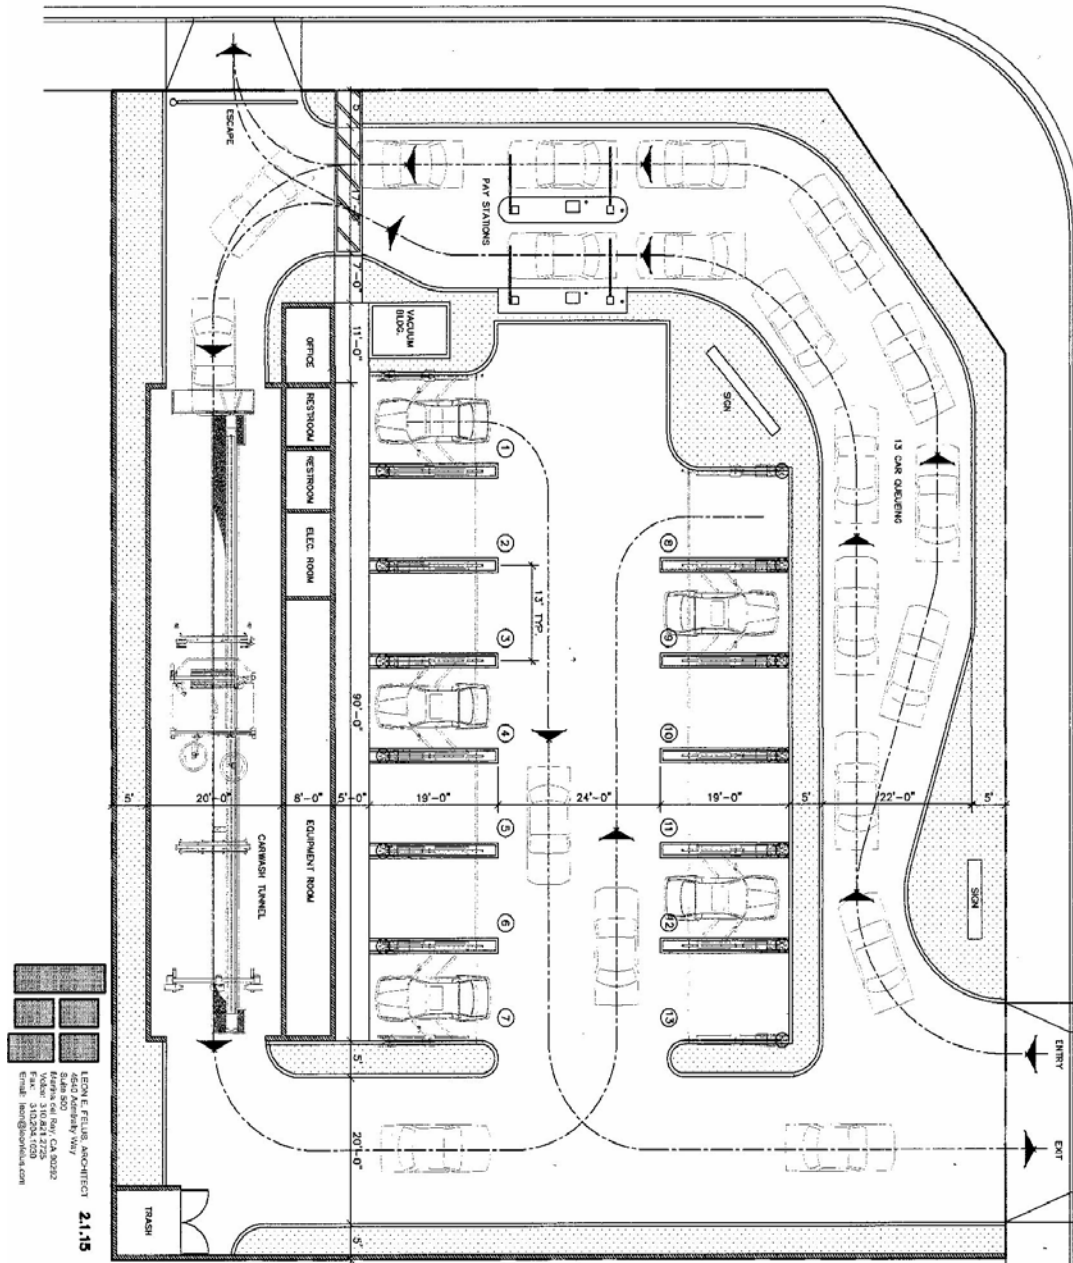 ESCAPE
PAY STATIONS
VACUUM
BLDG.
OFFICE
RESTROOM
RESTROOM
ELEC. ROOM
EQUIPMENT ROOM
CARWASH TUNNEL
SIGN
13 CAR QUEUEING
SIGN
ENTRY
EXIT
TRASH
7'-0"
11'-0"
90'-0"
13' TYP.
5'
20'-0"
8'-0"
5'-0"
19'-0"
24'-0"
19'-0"
5'
22'-0"
5'
5'
20'-0"
5'
1
2
3
4
5
6
7
8
9
10
11
12
13
LEON E. FELUS, ARCHITECT
4640 Admiralty Way
Suite 500
Marina del Rey, CA 90292
Voice: 310.821.2725
Fax: 310.204.1030
Email: leon@leonfelus.com
2.1.15